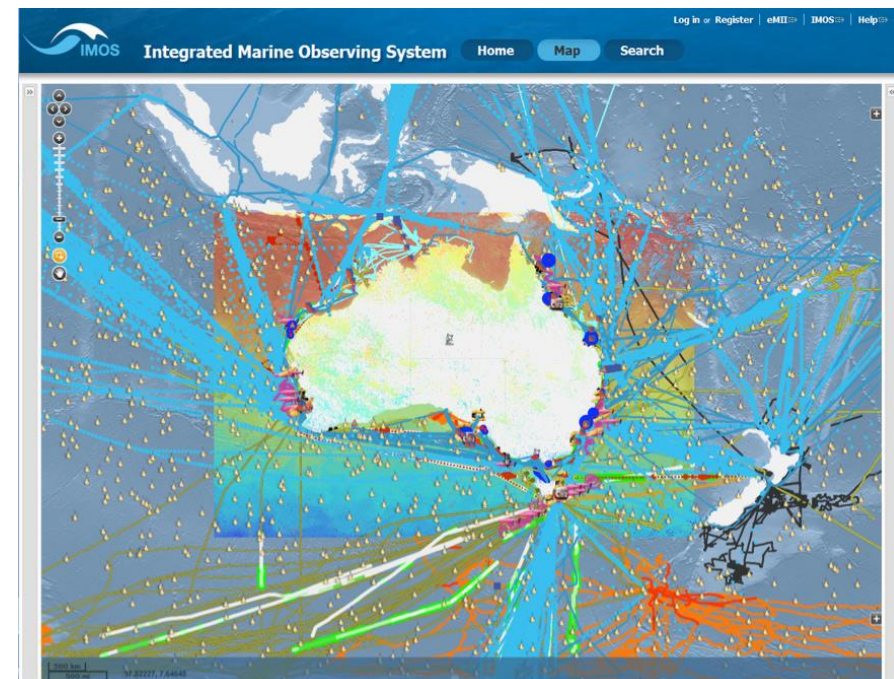 Log in or Register | eMII | IMOS | Help
IMOS
Integrated Marine Observing System
Home
Map
Search
500 km
500 mi